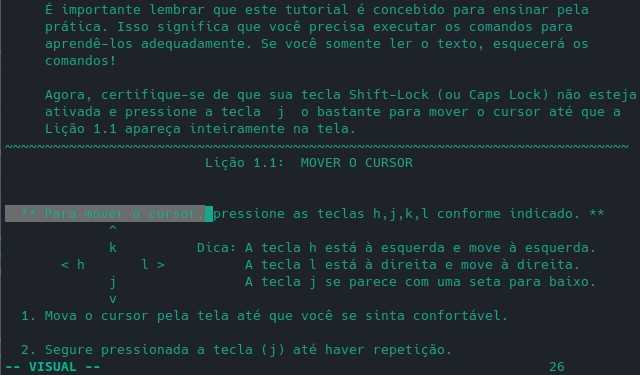 É importante lembrar que este tutorial é concebido para ensinar pela
prática. Isso significa que você precisa executar os comandos para
aprendê-los adequadamente. Se você somente ler o texto, esquecerá os
comandos!
Agora, certifique-se de que sua tecla Shift-Lock (ou Caps Lock) não esteja
ativada e pressione a tecla  j  o bastante para mover o cursor até que a
Lição 1.1 apareça inteiramente na tela.
~~~~~~~~~~~~~~~~~~~~~~~~~~~~~~~~~~~~~~~~~~~~~~~~~~~~~~~~~~~~~~~~~~~~~~~~~~~~~~
Lição 1.1:  MOVER O CURSOR
** Para mover o cursor, pressione as teclas h,j,k,l conforme indicado. **
^
k          Dica: A tecla h está à esquerda e move à esquerda.
< h       l >          A tecla l está à direita e move à direita.
j                A tecla j se parece com uma seta para baixo.
v
1. Mova o cursor pela tela até que você se sinta confortável.
2. Segure pressionada a tecla (j) até haver repetição.
-- VISUAL --                                                        26